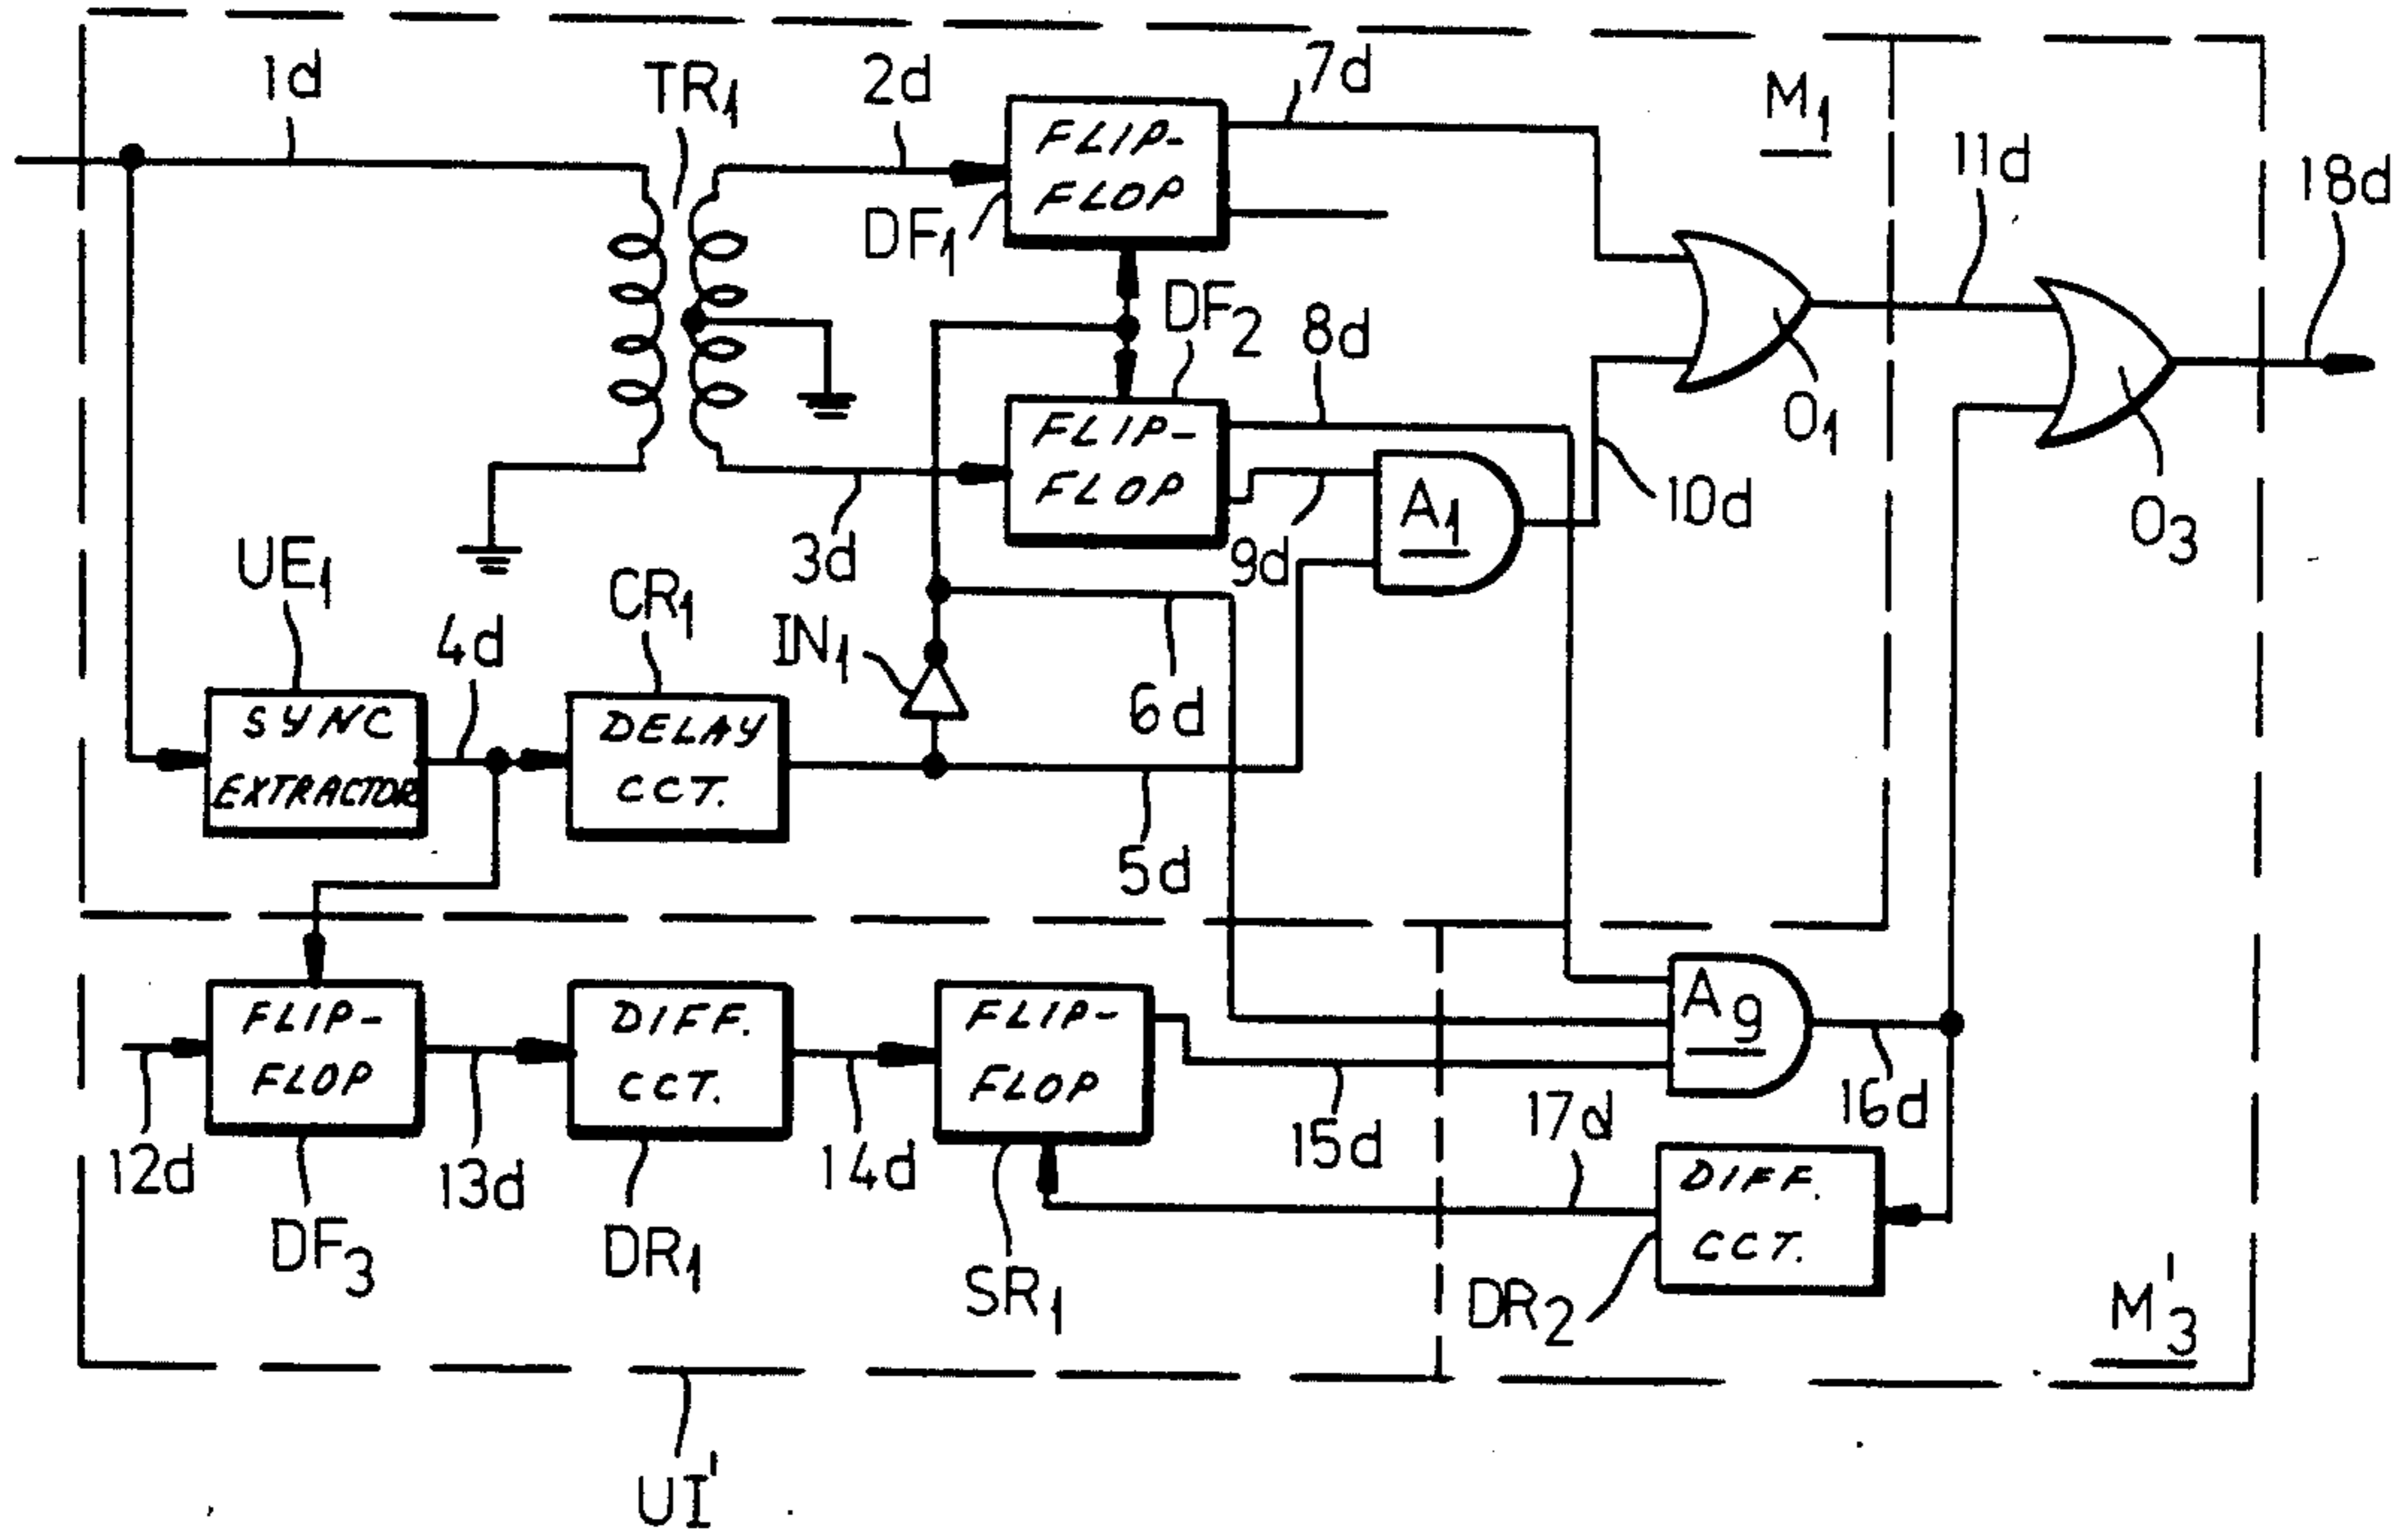 1d
TR1
2d
FLIP-
FLOP
7d
M1
11d
18d
DF1
DF2
8d
FLIP-
FLOP
O1
A1
10d
O3
3d
9d
UE1
4d
CR1
IN1
6d
SYNC
EXTRACTOR
DELAY
CCT.
5d
FLIP-
FLOP
DIFF.
CCT.
FLIP-
FLOP
A9
12d
13d
14d
15d
17d
16d
DF3
DR1
SR1
DIFF.
CCT.
DR2
M'3
UI'